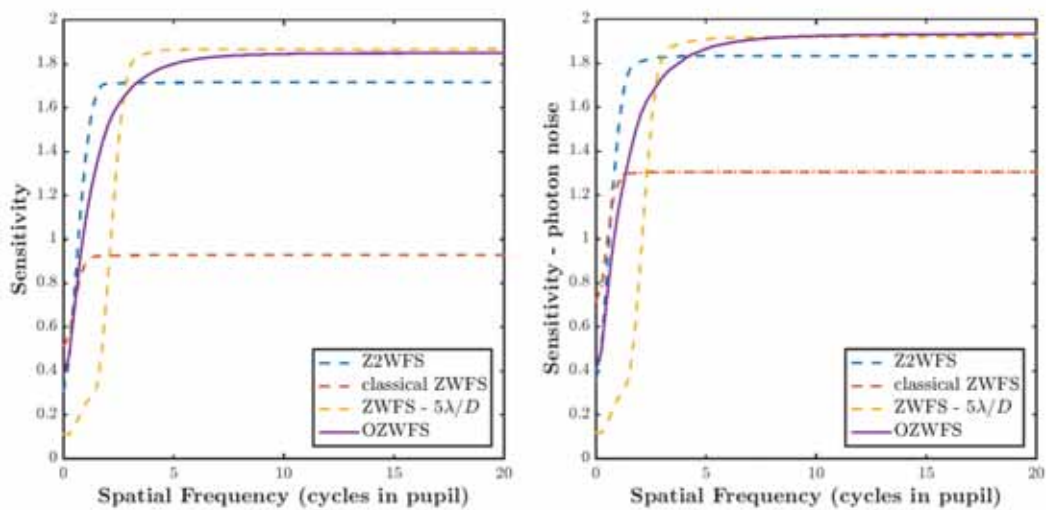 2
1.8
1.6
1.4
1.2
1
0.8
0.6
0.4
0.2
0
Sensitivity
Z2WFS
classical ZWFS
ZWFS - 5λ/D
OZWFS
0 5 10 15 20
Spatial Frequency (cycles in pupil)
2
1.8
1.6
1.4
1.2
1
0.8
0.6
0.4
0.2
0
Sensitivity - photon noise
Z2WFS
classical ZWFS
ZWFS - 5λ/D
OZWFS
0 5 10 15 20
Spatial Frequency (cycles in pupil)